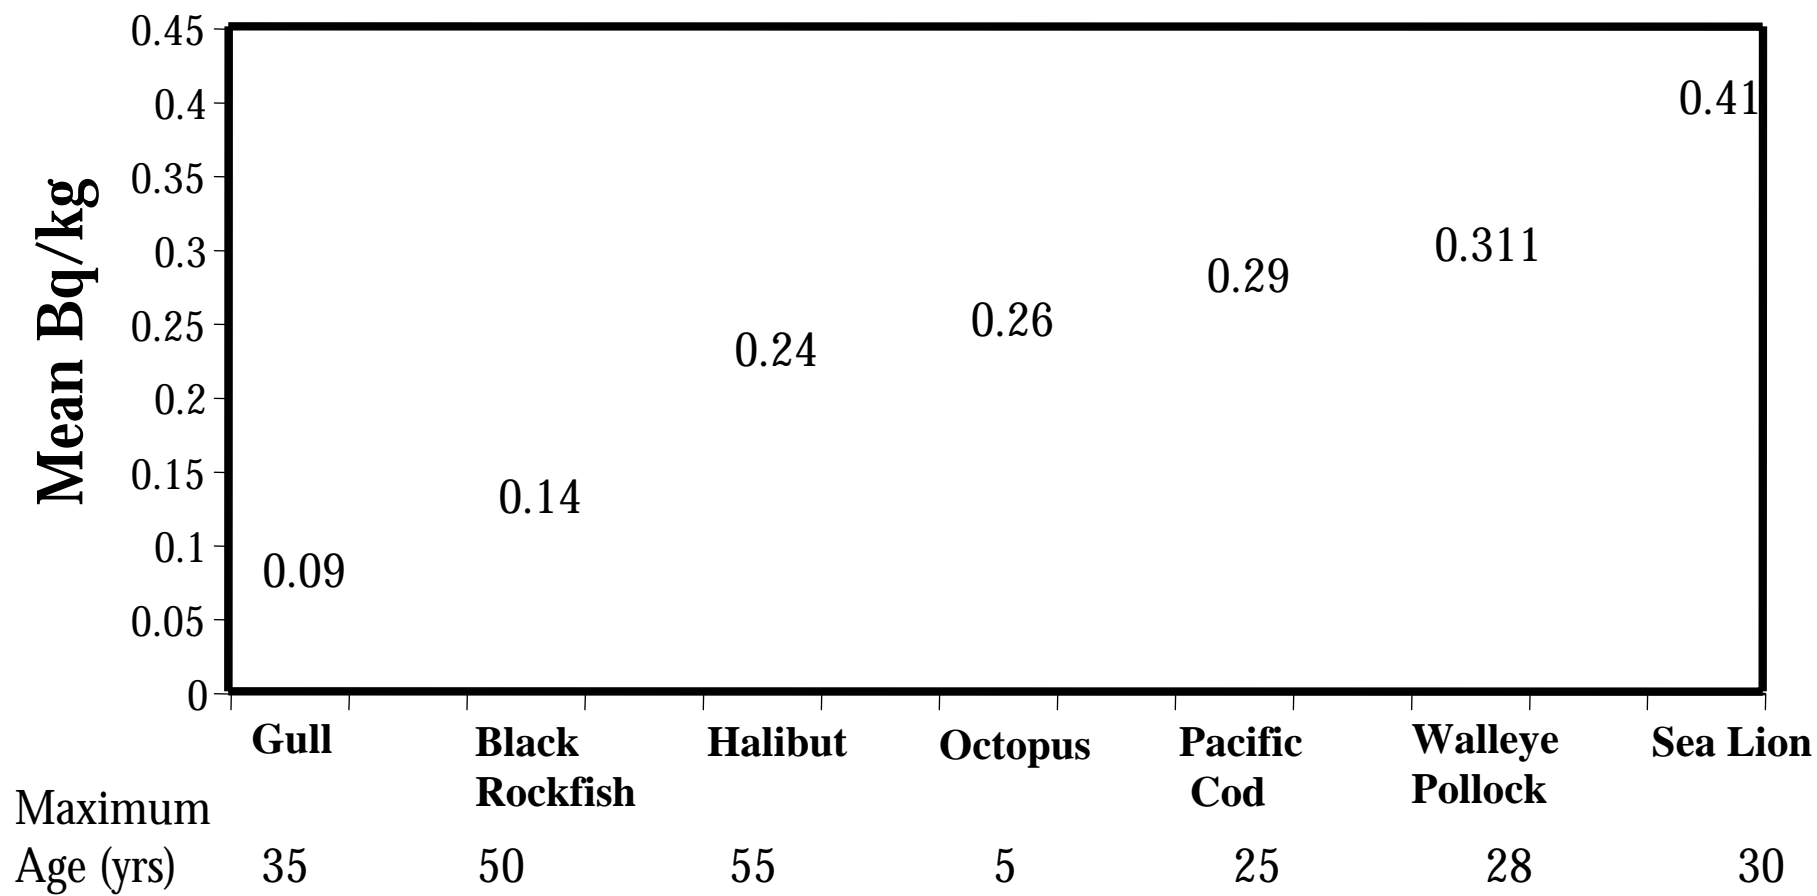 Mean Bq/kg
0.45
0.4
0.35
0.3
0.25
0.2
0.15
0.1
0.05
0
0.09
0.14
0.24
0.26
0.29
0.311
0.41
Gull
Black
Rockfish
Halibut
Octopus
Pacific
Cod
Walleye
Pollock
Sea Lion
Maximum
Age (yrs) 35 50 55 5 25 28 30